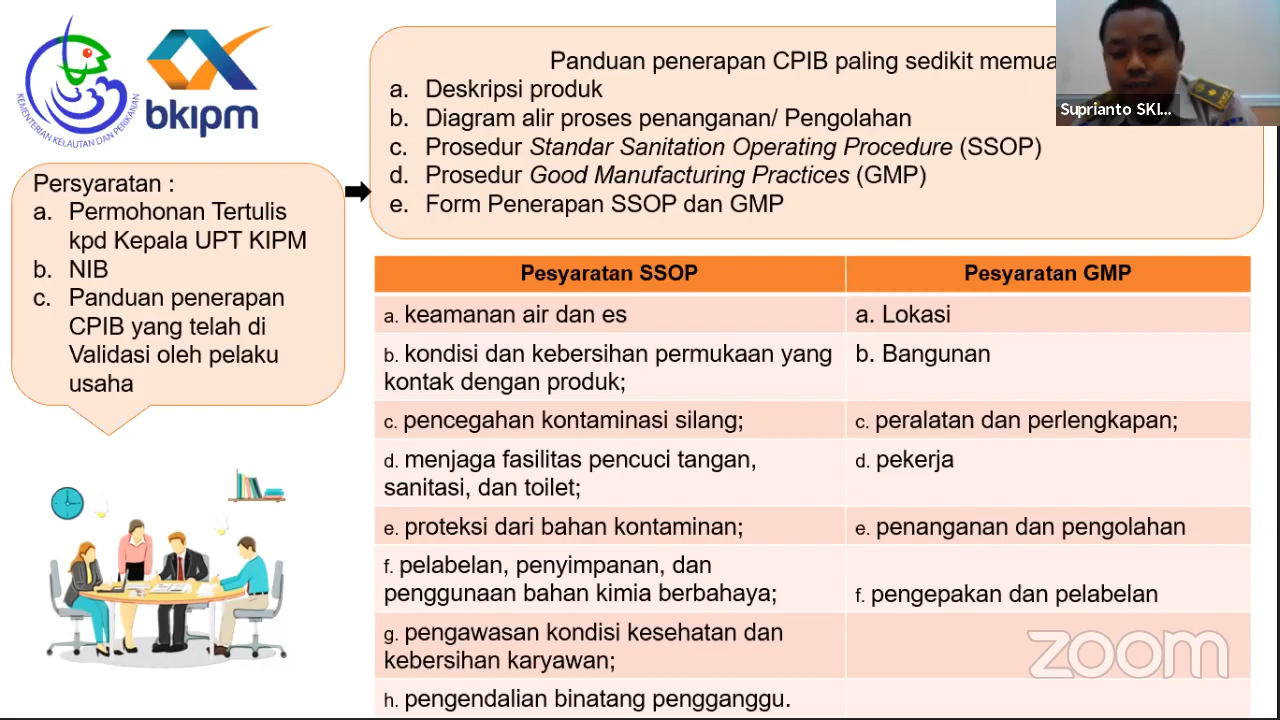 KEMENTERIAN KELAUTAN DAN PERIKANAN
bkipm
Persyaratan :
a. Permohonan Tertulis
kpd Kepala UPT KIPM
b. NIB
c. Panduan penerapan
CPIB yang telah di
Validasi oleh pelaku
usaha
Panduan penerapan CPIB paling sedikit memua
a. Deskripsi produk
b. Diagram alir proses penanganan/ Pengolahan
c. Prosedur Standar Sanitation Operating Procedure (SSOP)
d. Prosedur Good Manufacturing Practices (GMP)
e. Form Penerapan SSOP dan GMP
Suprianto SKI...
Pesyaratan SSOP
Pesyaratan GMP
a. keamanan air dan es
a. Lokasi
b. kondisi dan kebersihan permukaan yang
kontak dengan produk;
b. Bangunan
c. pencegahan kontaminasi silang;
c. peralatan dan perlengkapan;
d. menjaga fasilitas pencuci tangan,
sanitasi, dan toilet;
d. pekerja
e. proteksi dari bahan kontaminan;
e. penanganan dan pengolahan
f. pelabelan, penyimpanan, dan
penggunaan bahan kimia berbahaya;
f. pengepakan dan pelabelan
g. pengawasan kondisi kesehatan dan
kebersihan karyawan;
h. pengendalian binatang pengganggu.
zoom